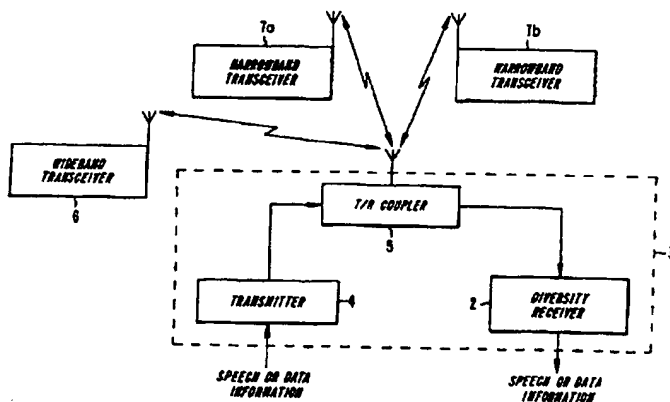 7a
NARROWBAND
TRANSCEIVER
7b
NARROWBAND
TRANSCEIVER
WIDEBAND
TRANSCEIVER
6
T/R COUPLER
5
TRANSMITTER
4
2
DIVERSITY
RECEIVER
1
SPEECH OR DATA
INFORMATION
SPEECH OR DATA
INFORMATION